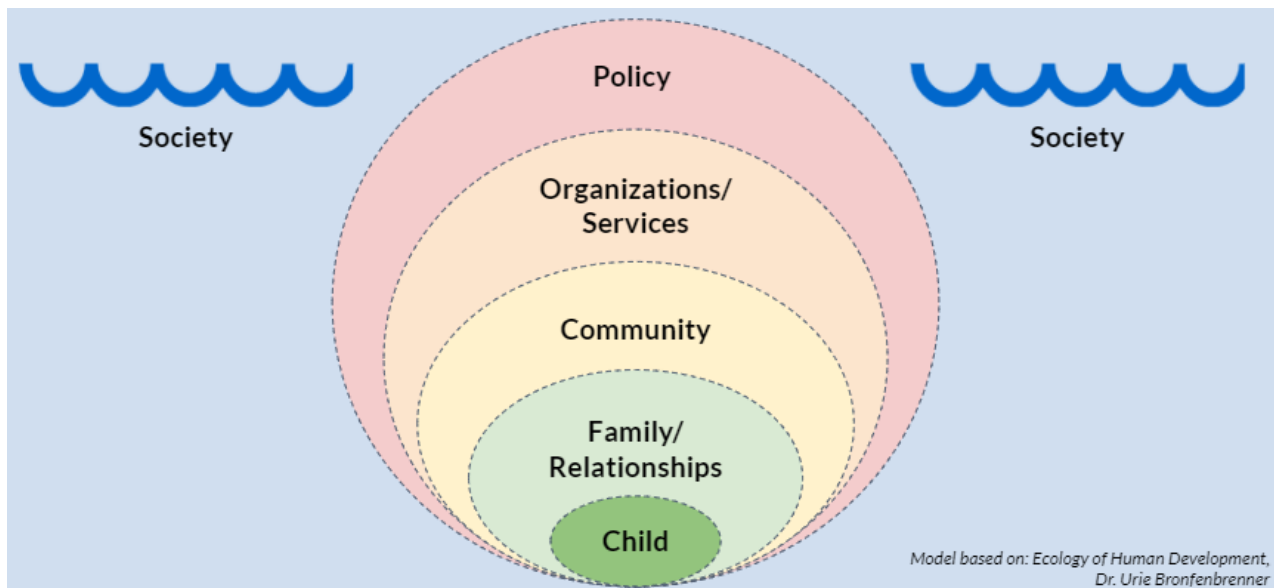 Policy
Society
Society
Organizations/
Services
Community
Family/
Relationships
Child
Model based on: Ecology of Human Development,
Dr. Urie Bronfenbrenner